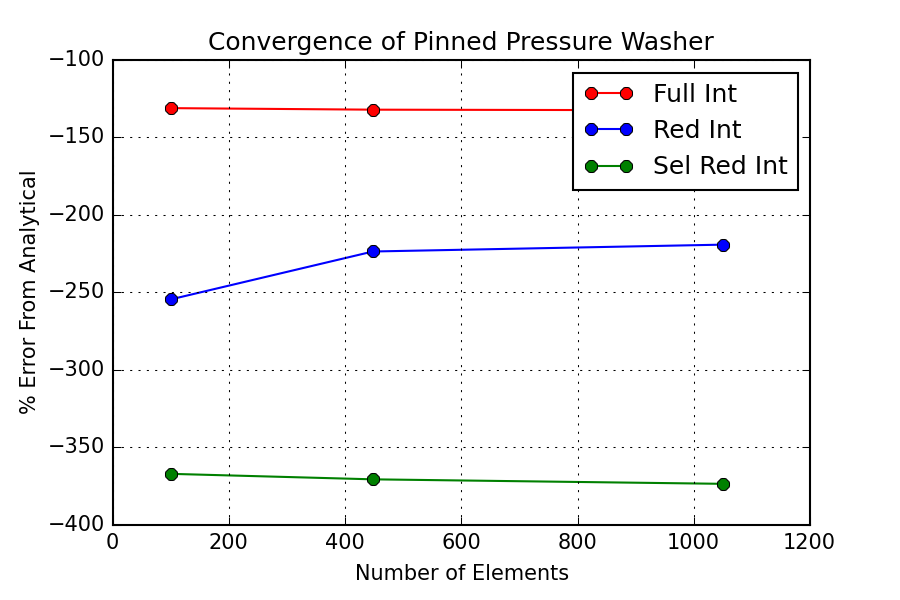 Convergence of Pinned Pressure Washer
−100
−150
−200
−250
−300
−350
−400
% Error From Analytical
Full Int
Red Int
Sel Red Int
0 200 400 600 800 1000 1200
Number of Elements